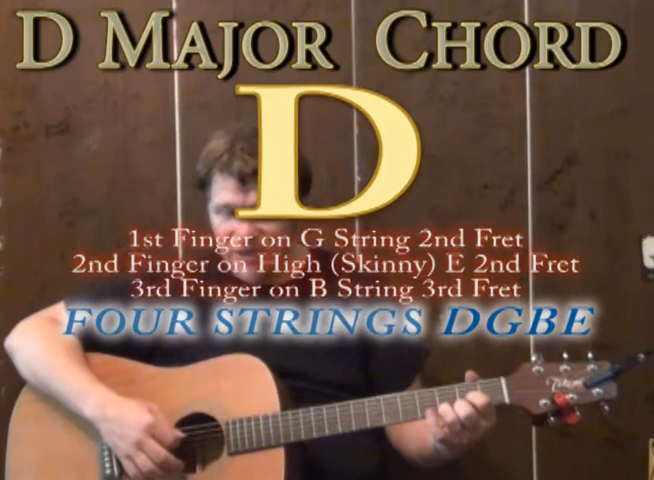 D Major Chord
D
1st Finger on G String 2nd Fret
2nd Finger on High (Skinny) E 2nd Fret
3rd Finger on B String 3rd Fret
FOUR STRINGS DGBE